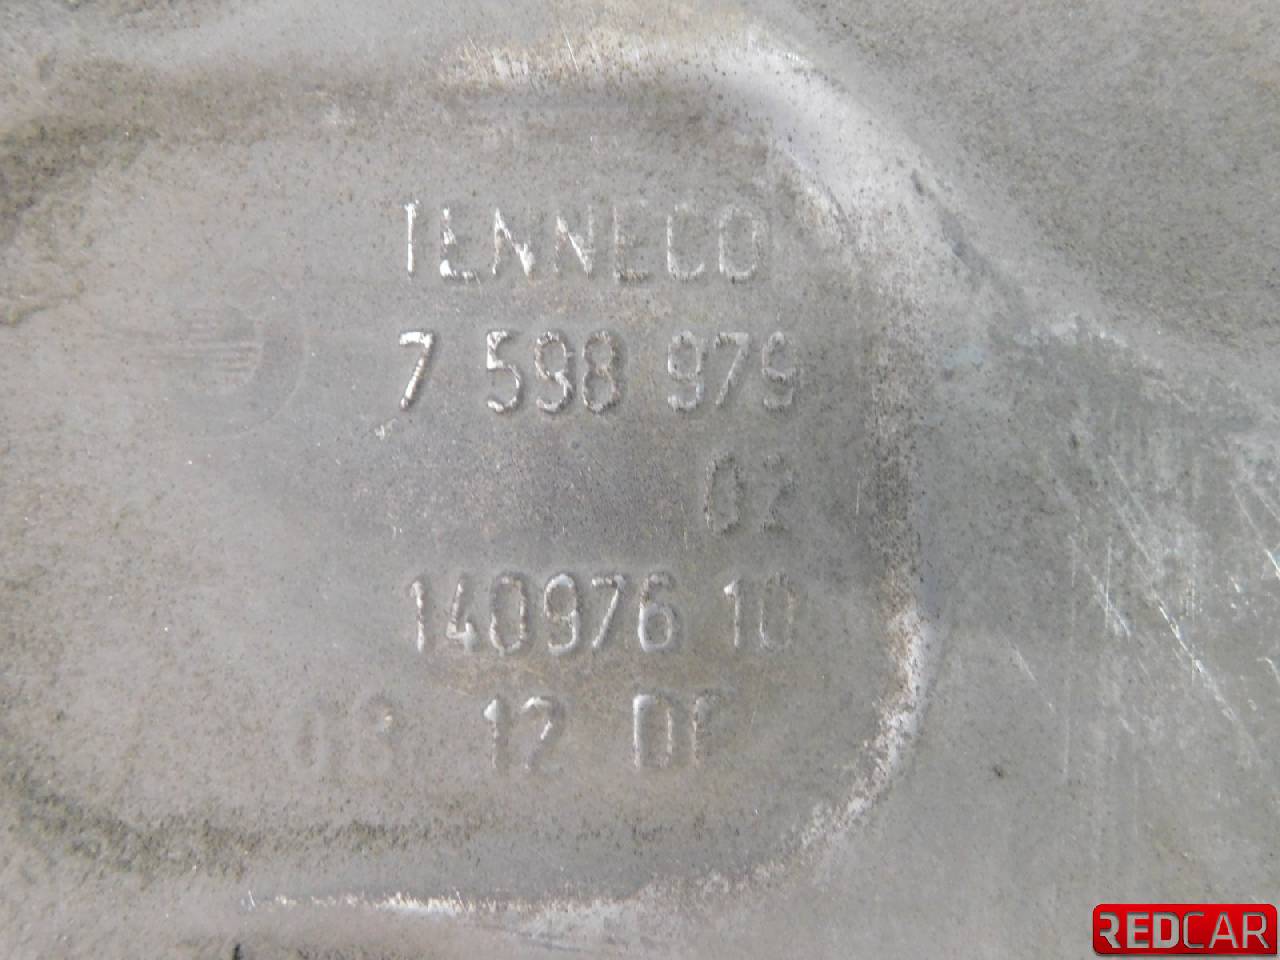 TENNECO
7 598 979
02
140976 10
08 12 DE
REDCAR